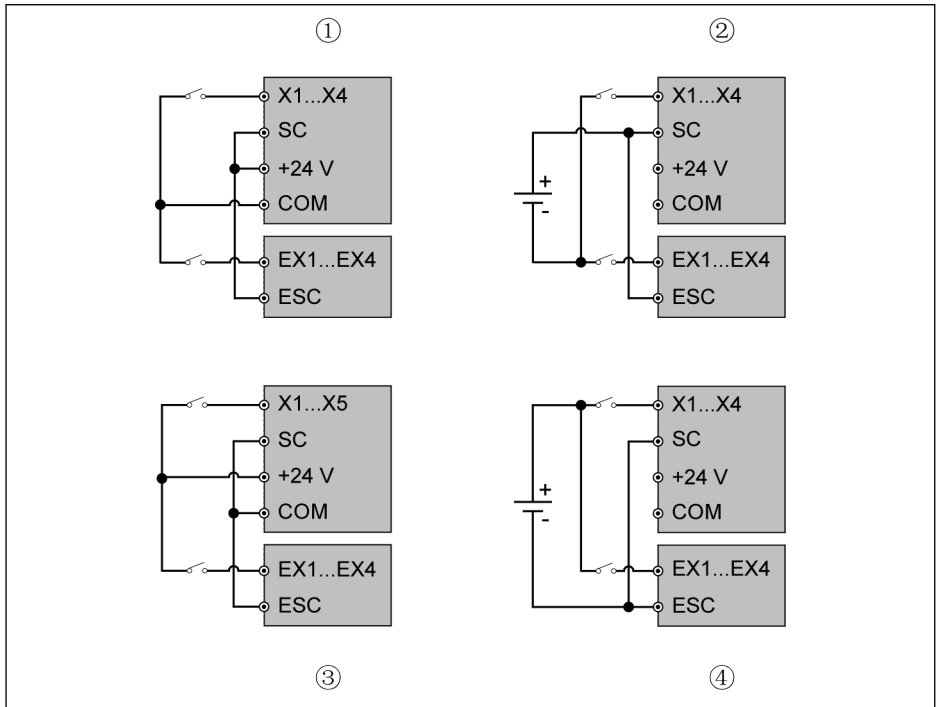 ① ②
X1...X4
SC
+24 V
COM
EX1...EX4
ESC
X1...X4
SC
+24 V
COM
+
-
EX1...EX4
ESC
X1...X5
SC
+24 V
COM
EX1...EX4
ESC
X1...X4
SC
+24 V
COM
+
-
EX1...EX4
ESC
③ ④